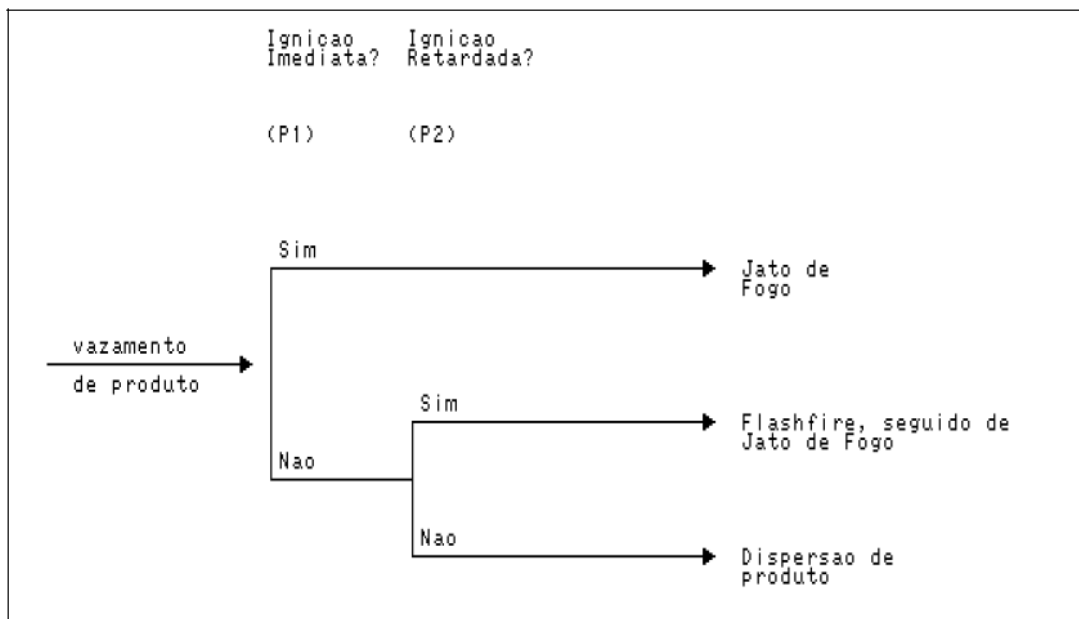 Ignicao
Imediata?
Ignicao
Retardada?
(P1)
(P2)
Sim
Jato de
Fogo
vazamento
de produto
Sim
Flashfire, seguido de
Jato de Fogo
Nao
Nao
Dispersao de
produto